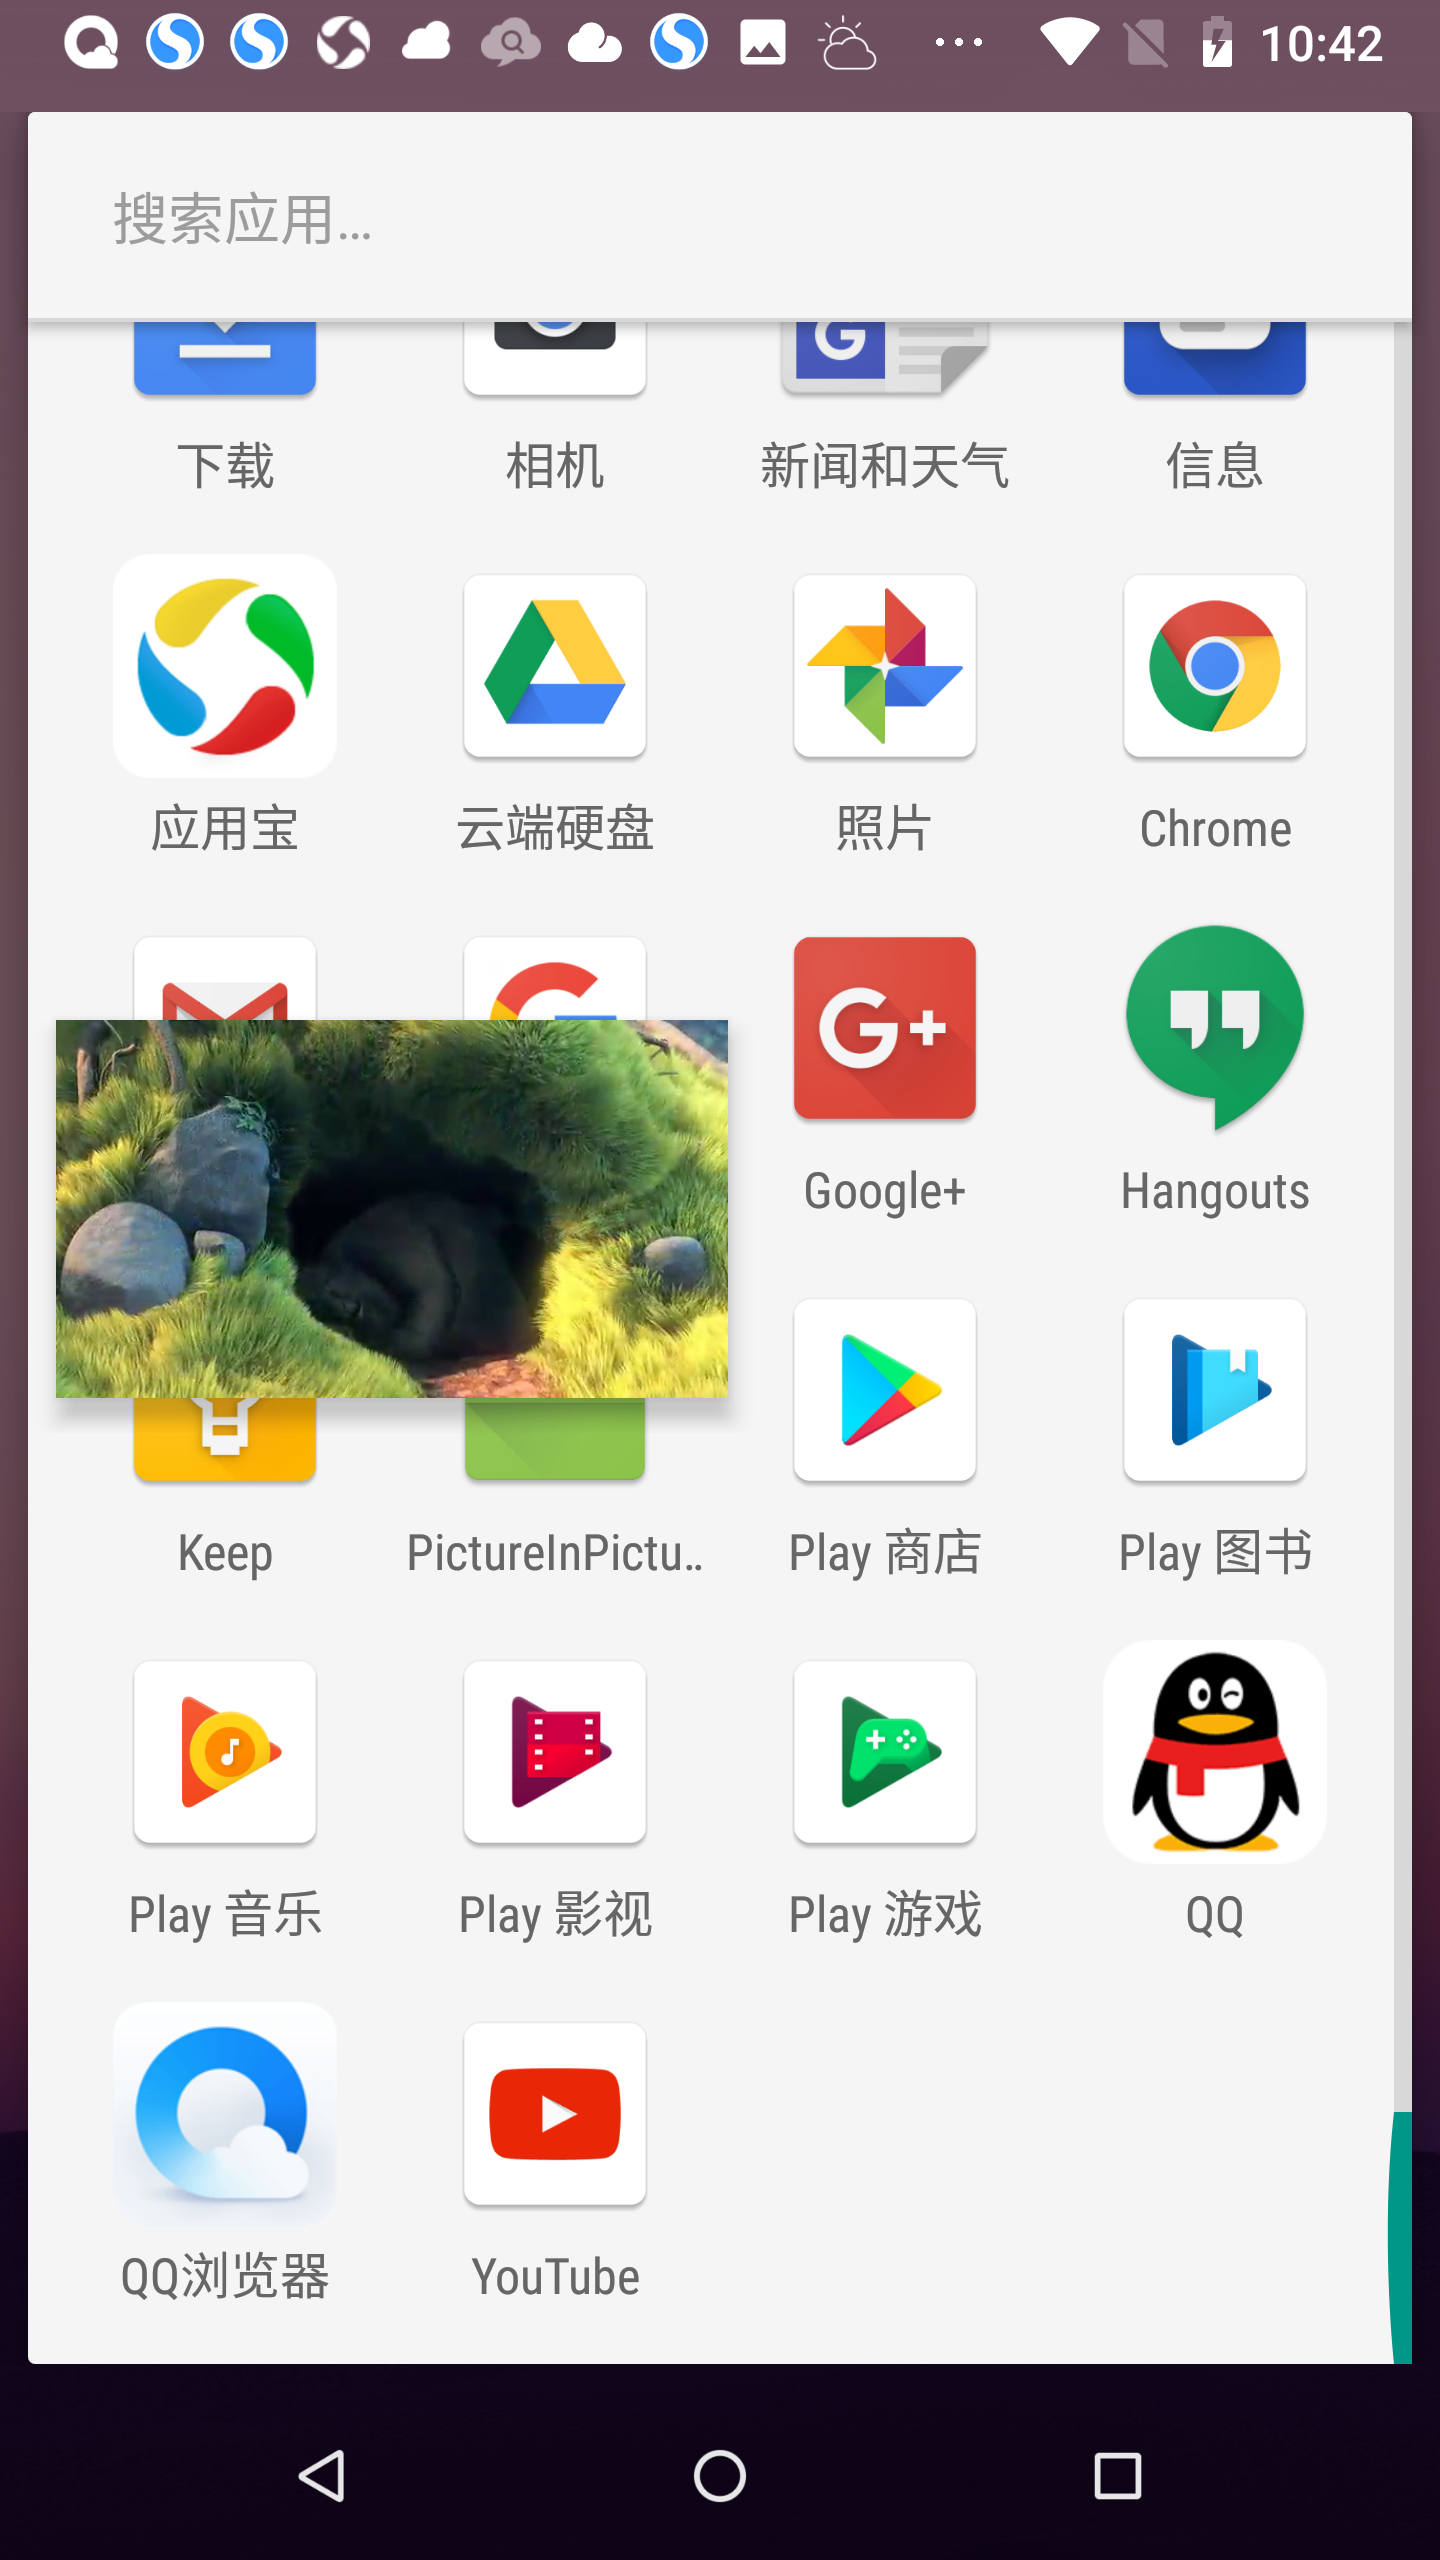 10:42
搜索应用...
下载 相机 新闻和天气 信息
应用宝 云端硬盘 照片 Chrome
Google+ Hangouts
Keep PictureInPictu... Play 商店 Play 图书
Play 音乐 Play 影视 Play 游戏 QQ
QQ浏览器 YouTube